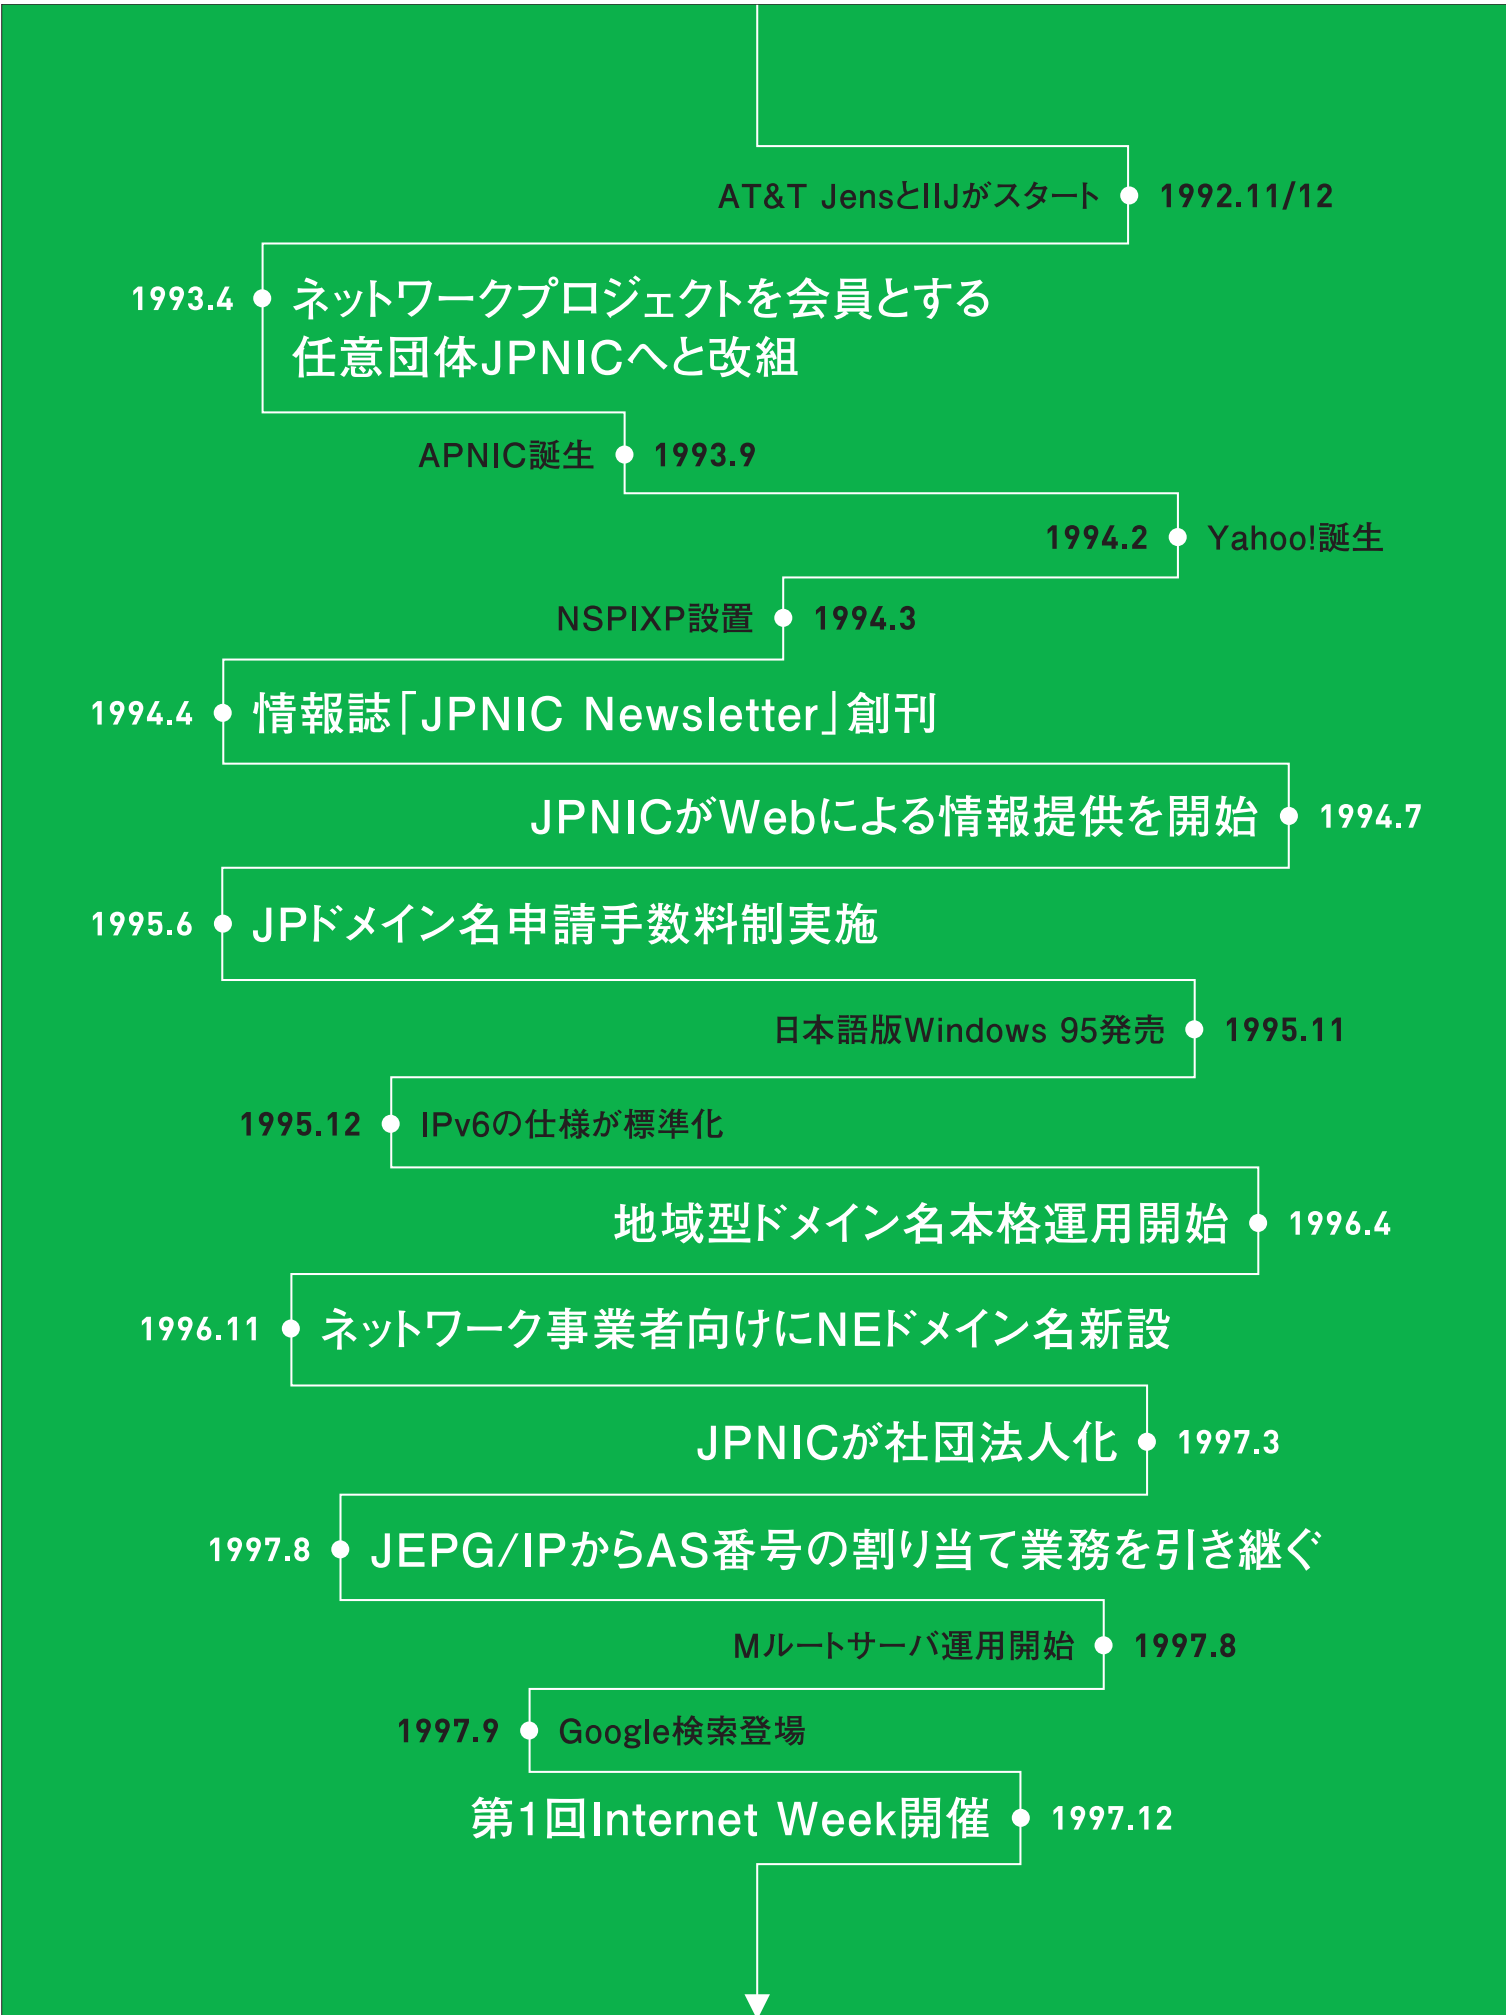 AT&T JensとIIJがスタート 1992.11/12
1993.4 ネットワークプロジェクトを会員とする
任意団体JPNICへと改組
APNIC誕生 1993.9
1994.2 Yahoo!誕生
NSPIXP設置 1994.3
1994.4 情報誌「JPNIC Newsletter」創刊
JPNICがWebによる情報提供を開始 1994.7
1995.6 JPドメイン名申請手数料制実施
日本語版Windows 95発売 1995.11
1995.12 IPv6の仕様が標準化
地域型ドメイン名本格運用開始 1996.4
1996.11 ネットワーク事業者向けにNEドメイン名新設
JPNICが社団法人化 1997.3
1997.8 JEPG/IPからAS番号の割り当て業務を引き継ぐ
Mルートサーバ運用開始 1997.8
1997.9 Google検索登場
第1回Internet Week開催 1997.12